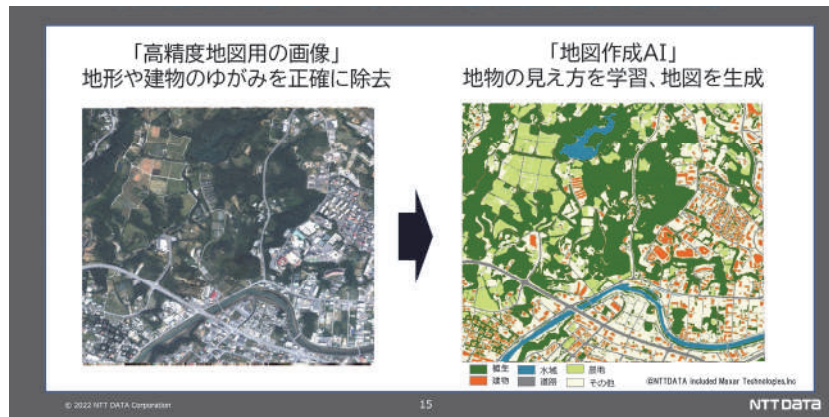 「高精度地図用の画像」
地形や建物のゆがみを正確に除去
「地図作成AI」
地物の見え方を学習、地図を生成
植生 水域 農地
建物 道路 その他
©NTTDATA included Maxar Technologies,Inc
© 2022 NTT DATA Corporation
15
NTT DATA